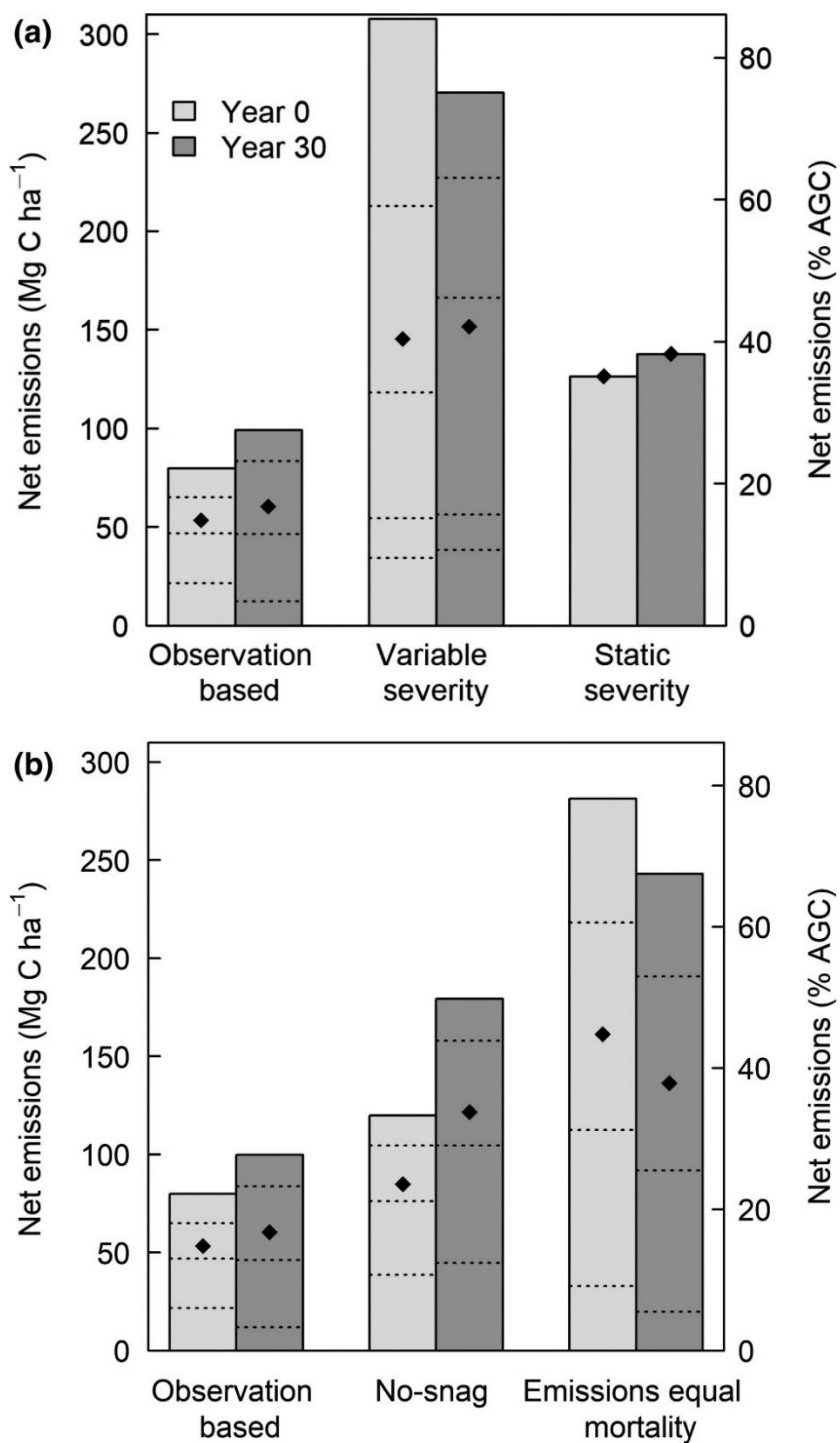 (a)
Net emissions (Mg C ha−1)
300
250
200
150
100
50
0
Year 0
Year 30
80
60
40
20
0
Net emissions (% AGC)
Observation
based
Variable
severity
Static
severity
(b)
Net emissions (Mg C ha−1)
300
250
200
150
100
50
0
80
60
40
20
0
Net emissions (% AGC)
Observation
based
No-snag
Emissions equal
mortality